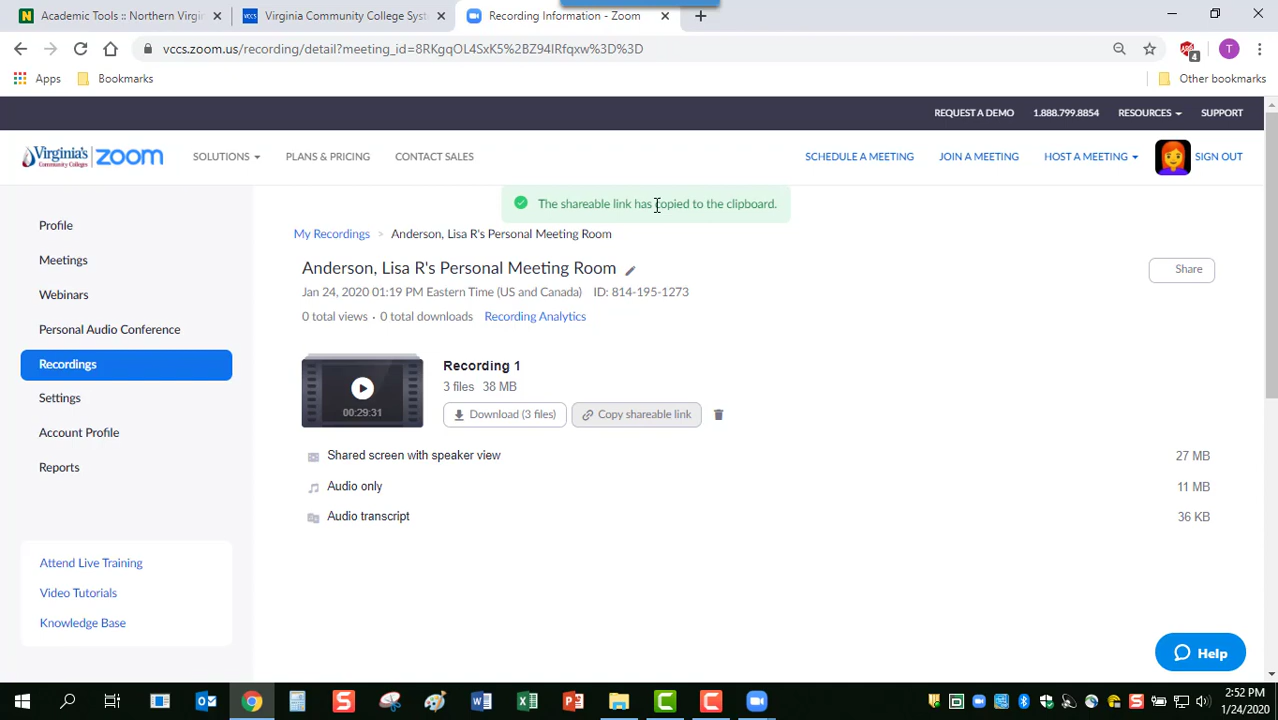 Academic Tools :: Northern Virgi
Virginia Community College Syst
Recording Information - Zoom
vccs.zoom.us/recording/detail?meeting_id=8RKgqOL4SxK5%2BZ94IRfqxw%3D%3D
4
T
Apps
Bookmarks
Other bookmarks
REQUEST A DEMO 1.888.799.8854 RESOURCES SUPPORT
Virginia's Community Colleges zoom SOLUTIONS PLANS & PRICING CONTACT SALES SCHEDULE A MEETING JOIN A MEETING HOST A MEETING SIGN OUT
The shareable link has copied to the clipboard.
Profile
Meetings
Webinars
Personal Audio Conference
Recordings
Settings
Account Profile
Reports
Attend Live Training
Video Tutorials
Knowledge Base
My Recordings > Anderson, Lisa R's Personal Meeting Room
Anderson, Lisa R's Personal Meeting Room
Share
Jan 24, 2020 01:19 PM Eastern Time (US and Canada) ID: 814-195-1273
0 total views · 0 total downloads Recording Analytics
00:29:31
Recording 1
3 files 38 MB
Download (3 files) Copy shareable link
Shared screen with speaker view 27 MB
Audio only 11 MB
Audio transcript 36 KB
Help
2:52 PM
1/24/2020